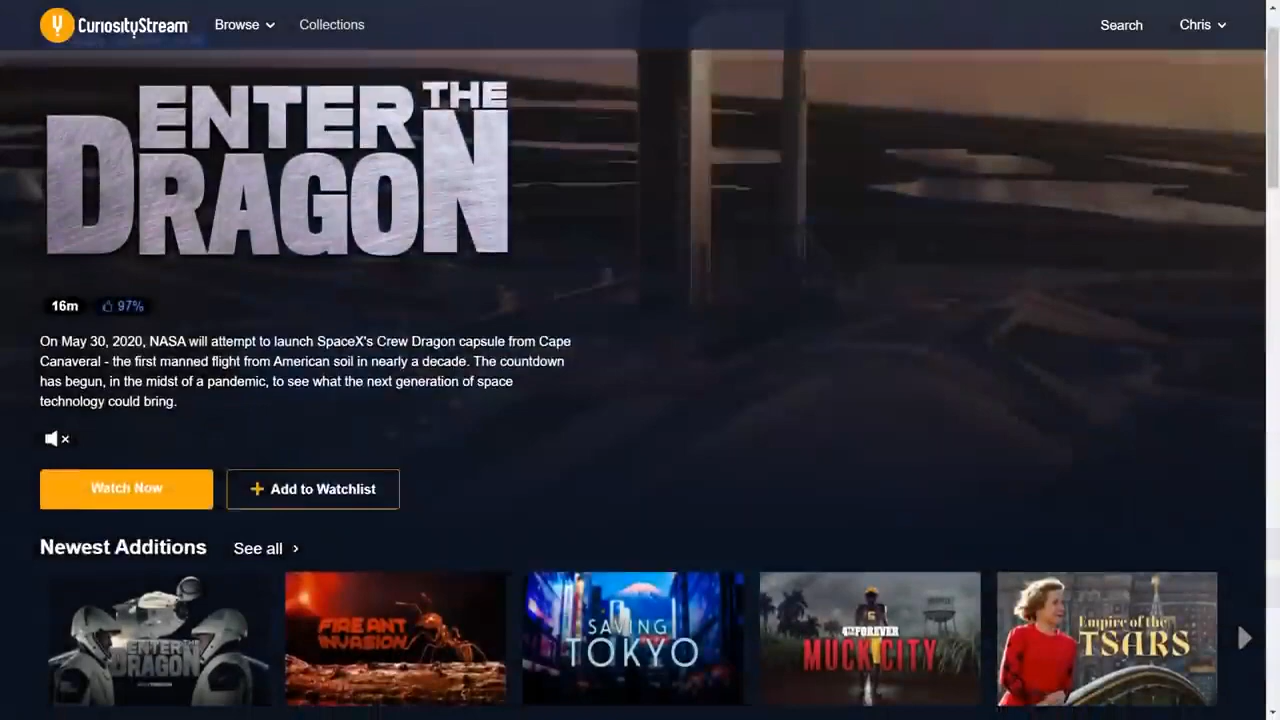 CURIOSITYSTREAM
Browse
Collections
Search
Chris
ENTER THE
DRAGON
16m
97%
On May 30, 2020, NASA will attempt to launch SpaceX's Crew Dragon capsule from Cape
Canaveral - the first manned flight from American soil in nearly a decade. The countdown
has begun, in the midst of a pandemic, to see what the next generation of space
technology could bring.
Watch Now
+ Add to Watchlist
Newest Additions
See all >
ENTER THE
DRAGON
FIRE ANT
INVASION
SAVING
TOKYO
4EVER
MUCK CITY
Empire of the
TSARS